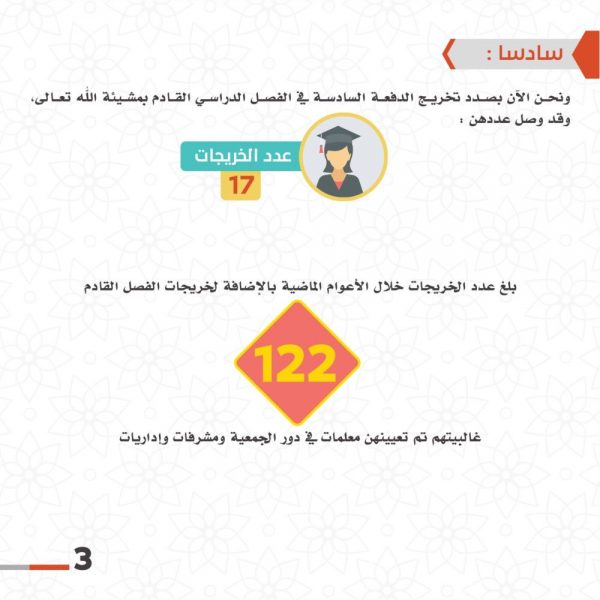 سادسا :
ونحن الآن بصدد تخريج الدفعة السادسة في الفصل الدراسي القادم بمشيئة الله تعالى،
وقد وصل عددهن :
عدد الخريجات
17
بلغ عدد الخريجات خلال الأعوام الماضية بالإضافة لخريجات الفصل القادم
122
غالبيتهم تم تعيينهن معلمات في دور الجمعية ومشرفات وإداريات
3